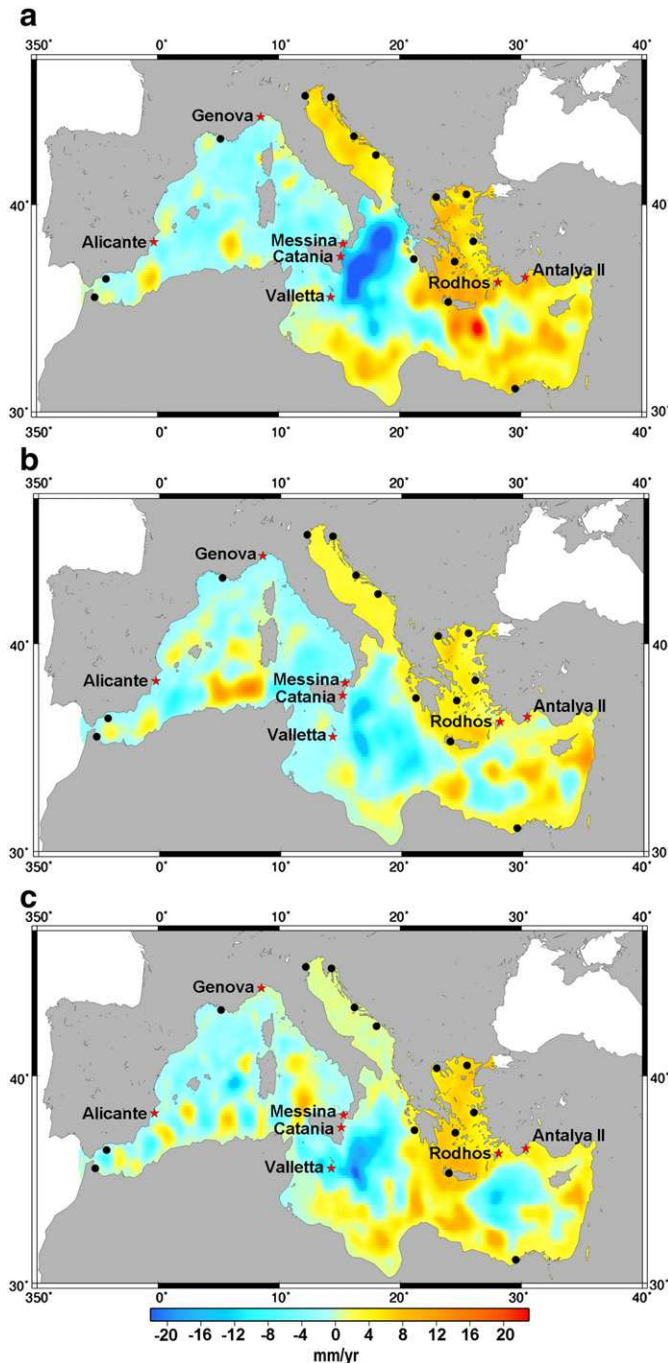 a
350˚ 0˚ 10˚ 20˚ 30˚ 40˚
Genova
40˚ 40˚
Alicante
Messina
Catania
Antalya II
Rodhos
Valletta
30˚ 30˚
350˚ 0˚ 10˚ 20˚ 30˚ 40˚
b
350˚ 0˚ 10˚ 20˚ 30˚ 40˚
Genova
40˚ 40˚
Alicante
Messina
Catania
Antalya II
Rodhos
Valletta
30˚ 30˚
350˚ 0˚ 10˚ 20˚ 30˚ 40˚
c
350˚ 0˚ 10˚ 20˚ 30˚ 40˚
Genova
40˚ 40˚
Alicante
Messina
Catania
Antalya II
Rodhos
Valletta
30˚ 30˚
350˚ 0˚ 10˚ 20˚ 30˚ 40˚
-20 -16 -12 -8 -4 0 4 8 12 16 20
mm/yr